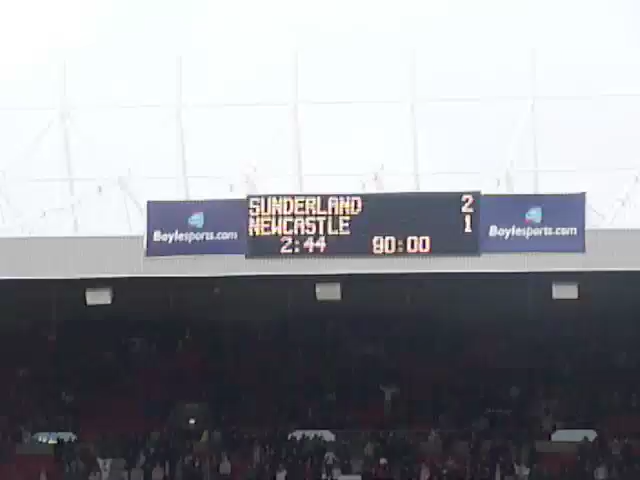 SUNDERLAND 2
NEWCASTLE 1
2:44 90:00
Boylesports.com
Boylesports.com